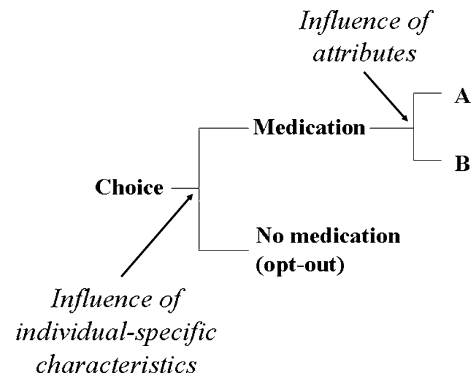 Influence of
attributes
A
Medication
B
Choice
No medication
(opt-out)
Influence of
individual-specific
characteristics